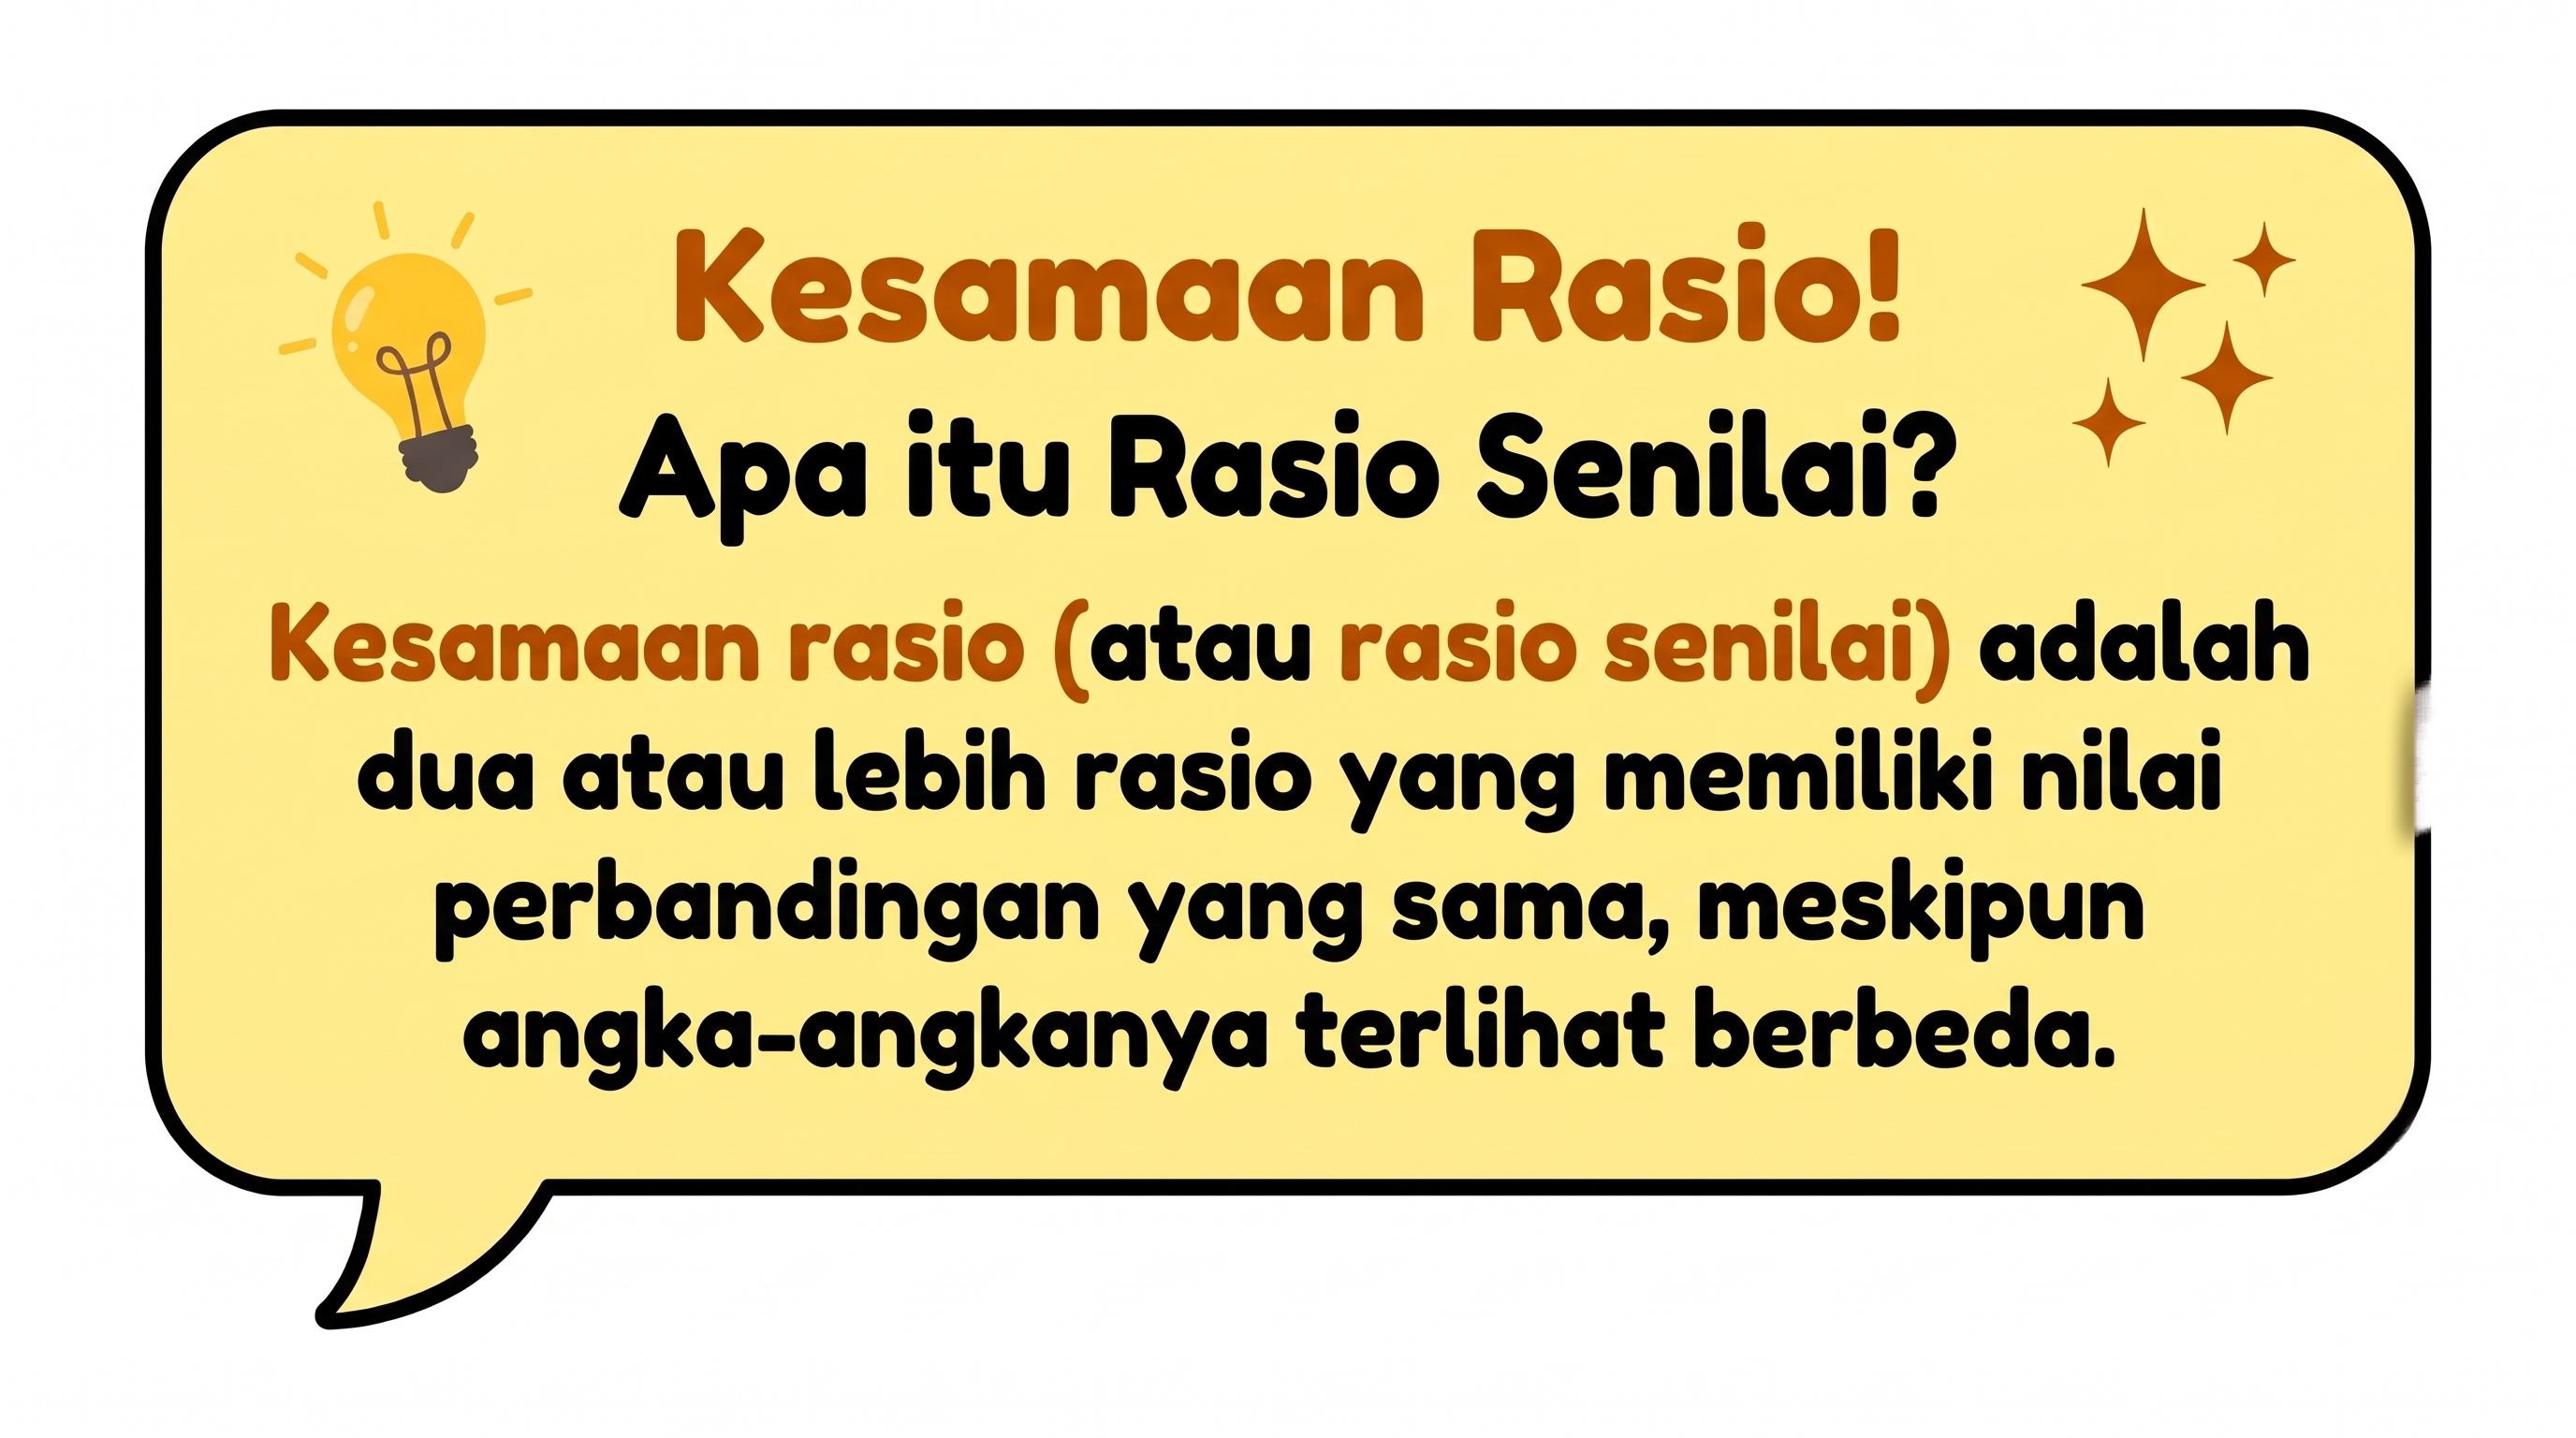 Kesamaan Rasio!
Apa itu Rasio Senilai?
Kesamaan rasio (atau rasio senilai) adalah
dua atau lebih rasio yang memiliki nilai
perbandingan yang sama, meskipun
angka-angkanya terlihat berbeda.